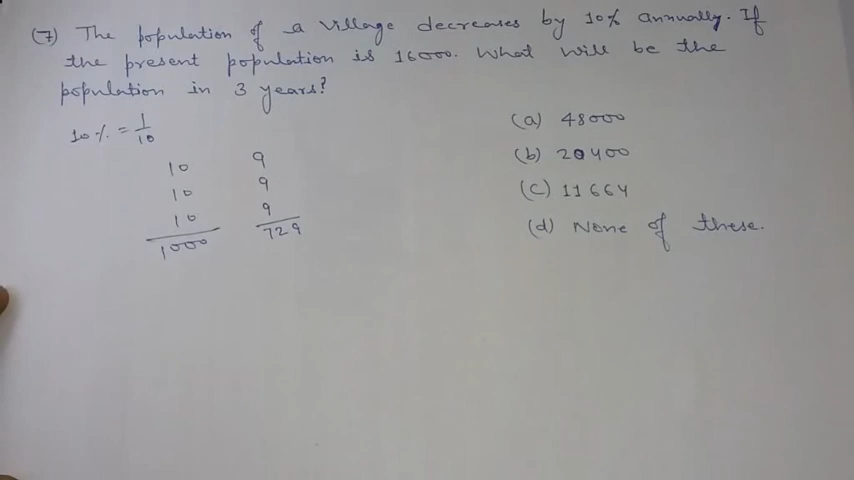 (7) The population of a village decreases by 10% annually. If
the present population is 16000. What will be the
population in 3 years?
10% = 1/10
10 9
10 9
10 9
1000 729
(a) 48000
(b) 20400
(c) 11664
(d) None of these.